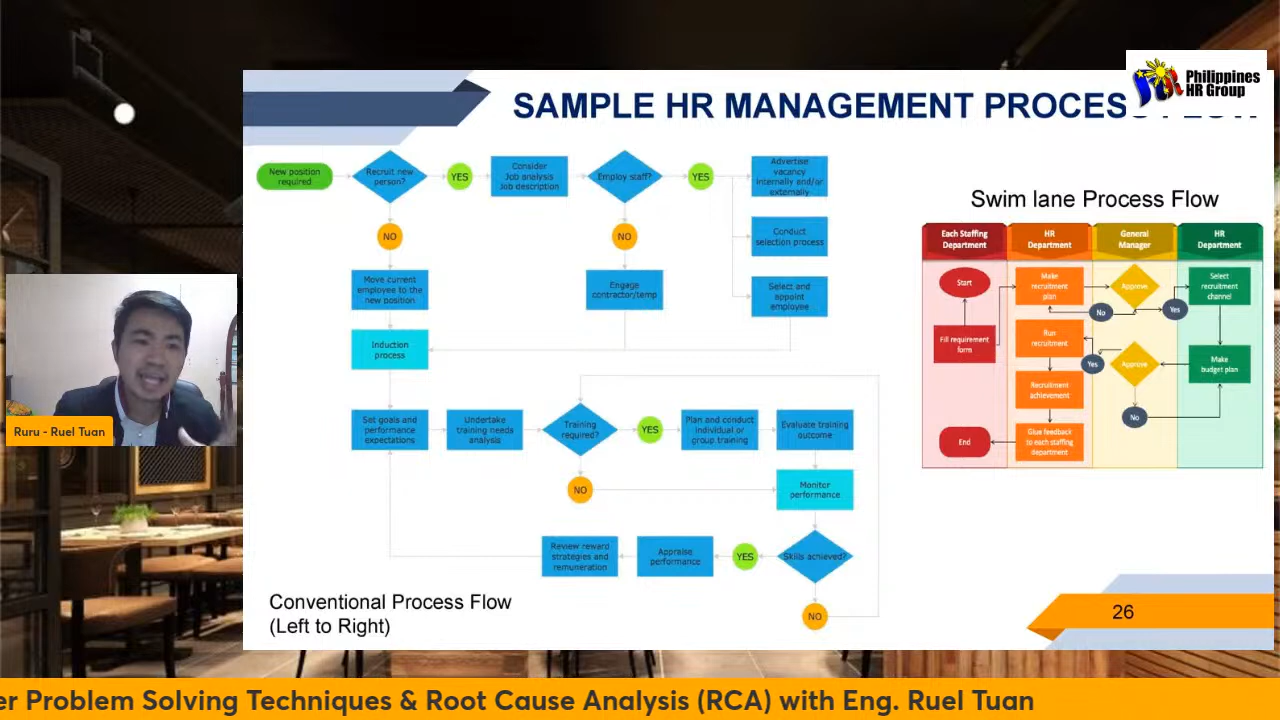 Philippines
HR Group
SAMPLE HR MANAGEMENT PROCES
New position
required
Recruit new
person?
YES
Consider
Job analysis
Job description
Employ staff?
YES
Advertise
vacancy
internally and/or
externally
Conduct
selection process
Select and
appoint
employee
NO
NO
Move current
employee to the
new position
Engage
contractor/temp
Induction
process
Set goals and
performance
expectations
Undertake
training needs
analysis
Training
required?
YES
Plan and conduct
individual or
group training
Evaluate training
outcome
NO
Monitor
performance
Review reward
strategies and
remuneration
Appraise
performance
YES
Skills achieved?
NO
Conventional Process Flow
(Left to Right)
Swim lane Process Flow
Each Staffing
Department
HR
Department
General
Manager
HR
Department
Start
Make
recruitment
plan
Approve
Select
recruitment
channel
No
Yes
Fill requirement
form
Run
recruitment
Yes
Approve
Make
budget plan
Recruitment
achievement
No
End
Give feedback
to each staffing
department
26
Ruru - Ruel Tuan
er Problem Solving Techniques & Root Cause Analysis (RCA) with Eng. Ruel Tuan